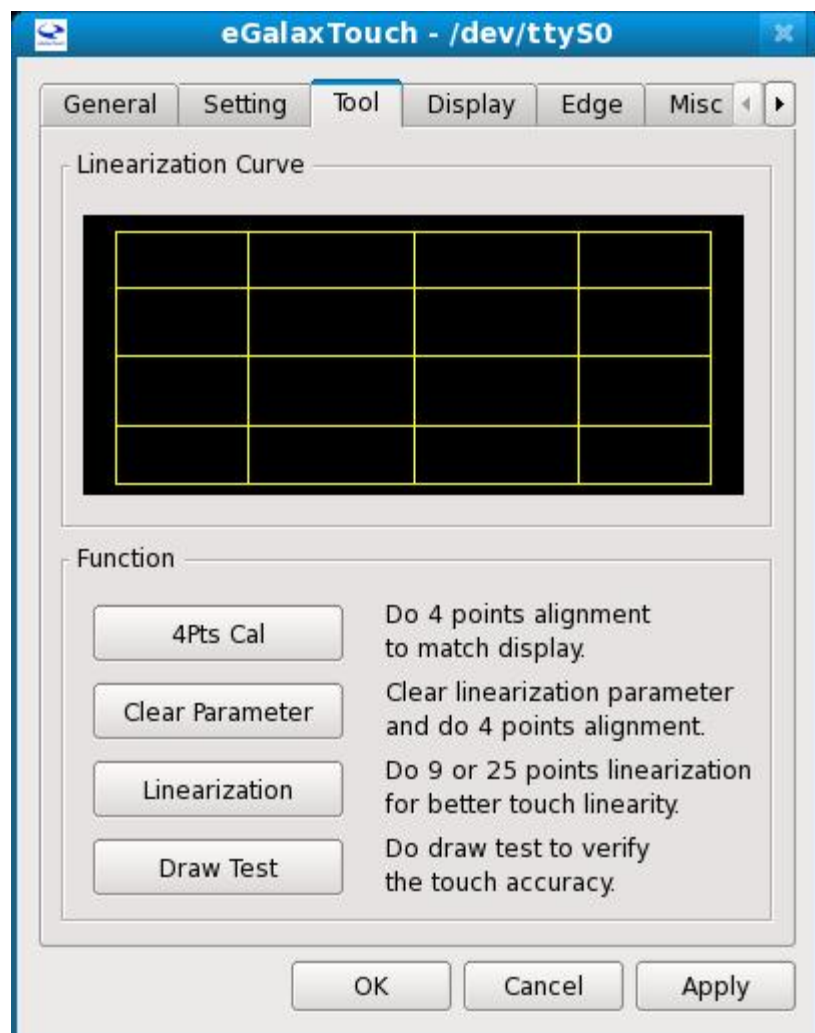 eGalaxTouch - /dev/ttyS0
General Setting Tool Display Edge Misc
Linearization Curve
Function
4Pts Cal
Do 4 points alignment
to match display.
Clear Parameter
Clear linearization parameter
and do 4 points alignment.
Linearization
Do 9 or 25 points linearization
for better touch linearity.
Draw Test
Do draw test to verify
the touch accuracy.
OK Cancel Apply